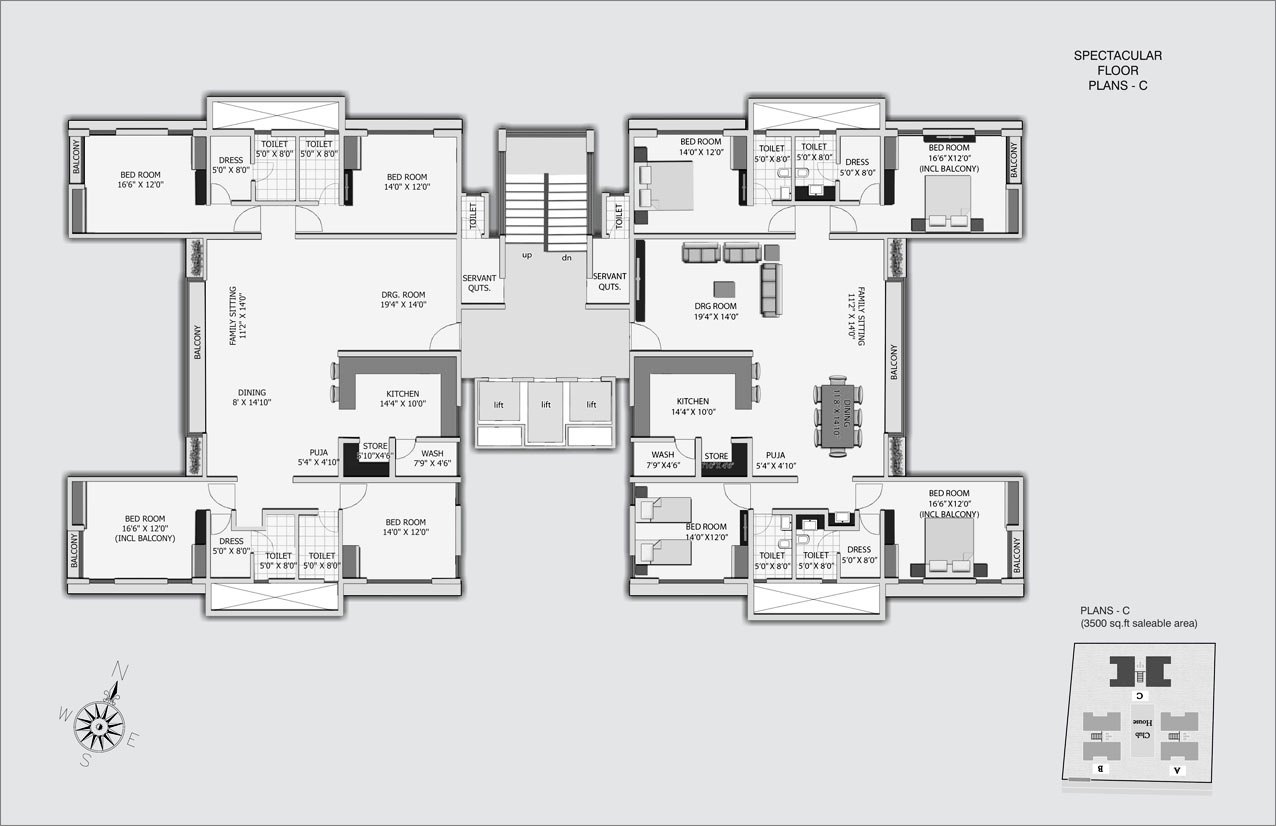 SPECTACULAR
FLOOR
PLANS - C
BALCONY
BED ROOM
16'6" X 12'0"
DRESS
5'0" X 8'0"
TOILET
5'0" X 8'0"
TOILET
5'0" X 8'0"
BED ROOM
14'0" X 12'0"
TOILET
SERVANT
QUTS.
up
dn
TOILET
SERVANT
QUTS.
BED ROOM
14'0" X 12'0"
TOILET
5'0" X 8'0"
TOILET
5'0" X 8'0"
DRESS
5'0" X 8'0"
BED ROOM
16'6" X12'0"
(INCL BALCONY)
BALCONY
BALCONY
FAMILY SITTING
11'2" X 14'0"
DRG. ROOM
19'4" X 14'0"
DINING
8' X 14'10"
KITCHEN
14'4" X 10'0"
PUJA
5'4" X 4'10"
STORE
6'10"X4'6"
WASH
7'9" X 4'6"
lift
lift
lift
DRG ROOM
19'4" X 14'0"
FAMILY SITTING
11'2" X 14'0"
BALCONY
KITCHEN
14'4" X 10'0"
DINING
11'8" X 14'10"
WASH
7'9" X4'6"
STORE
PUJA
5'4" X 4'10"
BED ROOM
16'6" X 12'0"
(INCL BALCONY)
BALCONY
DRESS
5'0" X 8'0"
TOILET
5'0" X 8'0"
TOILET
5'0" X 8'0"
BED ROOM
14'0" X 12'0"
BED ROOM
14'0" X12'0"
TOILET
5'0" X 8'0"
TOILET
5'0" X 8'0"
DRESS
5'0" X 8'0"
BED ROOM
16'6" X12'0"
(INCL BALCONY)
BALCONY
PLANS - C
(3500 sq.ft saleable area)
C
Club
House
B
A
N
W
E
S